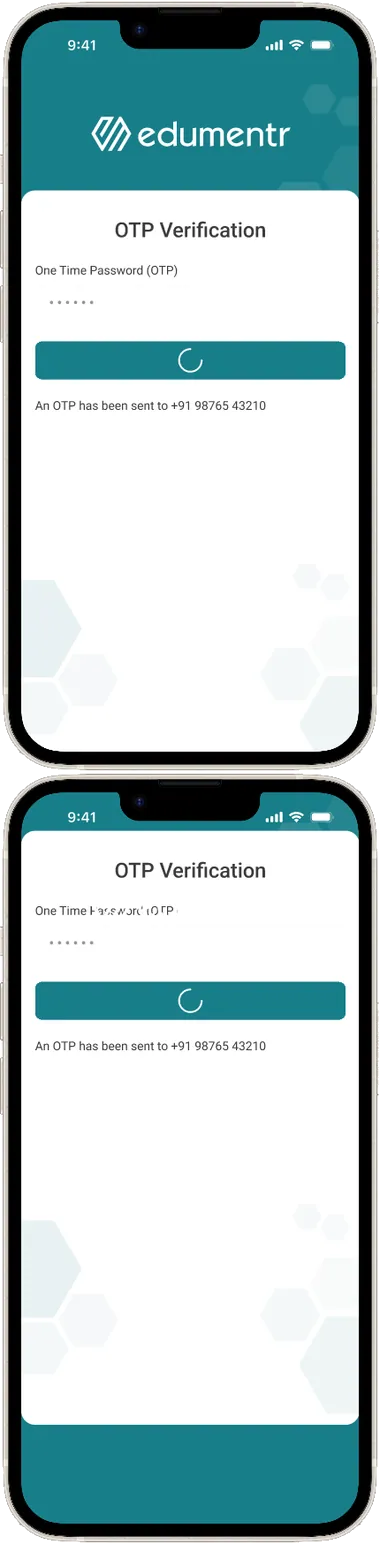 9:41
edumentr
OTP Verification
One Time Password (OTP)
An OTP has been sent to +91 98765 43210
9:41
OTP Verification
One Time
An OTP has been sent to +91 98765 43210